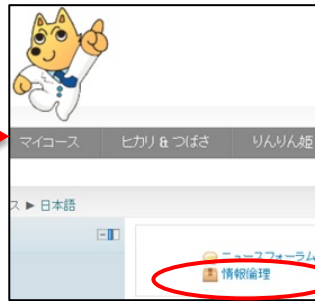 マイコース ヒカリ & つばさ りんりん姫
ス ▶ 日本語
ニュースフォーラム
情報倫理